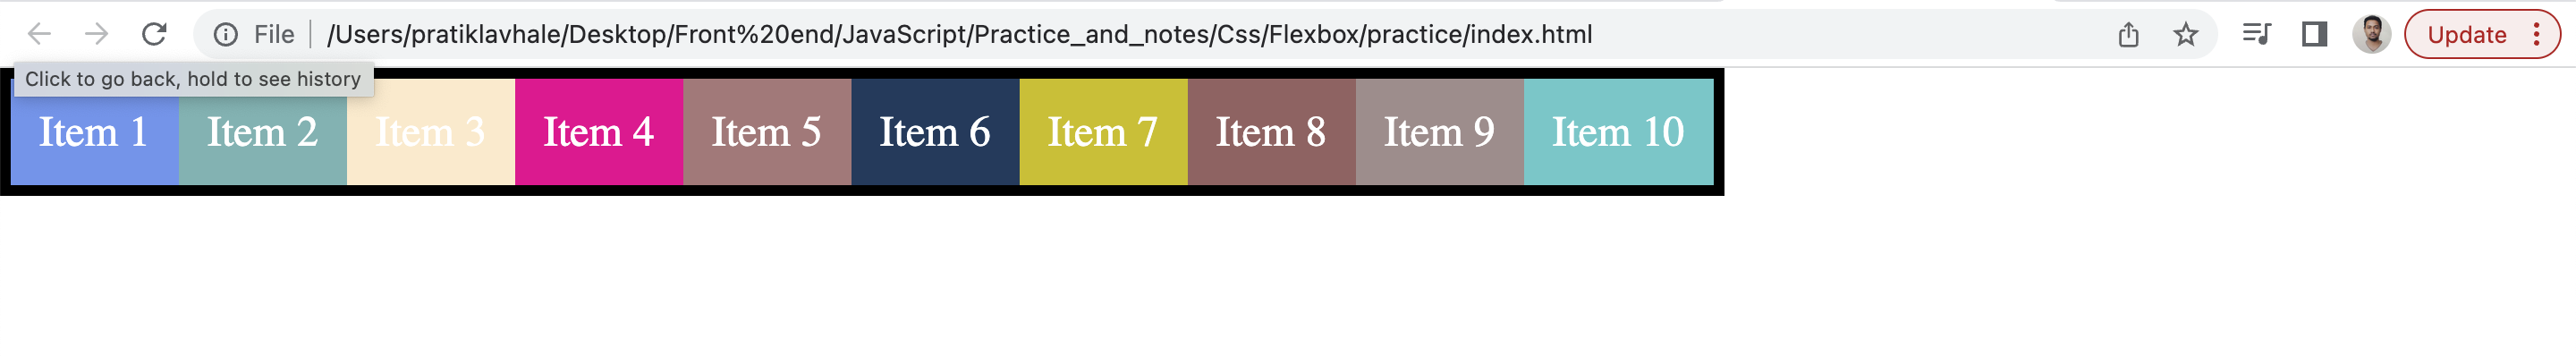 File /Users/pratiklavhale/Desktop/Front%20end/JavaScript/Practice_and_notes/Css/Flexbox/practice/index.html Update
Click to go back, hold to see history
Item 1 Item 2 Item 3 Item 4 Item 5 Item 6 Item 7 Item 8 Item 9 Item 10